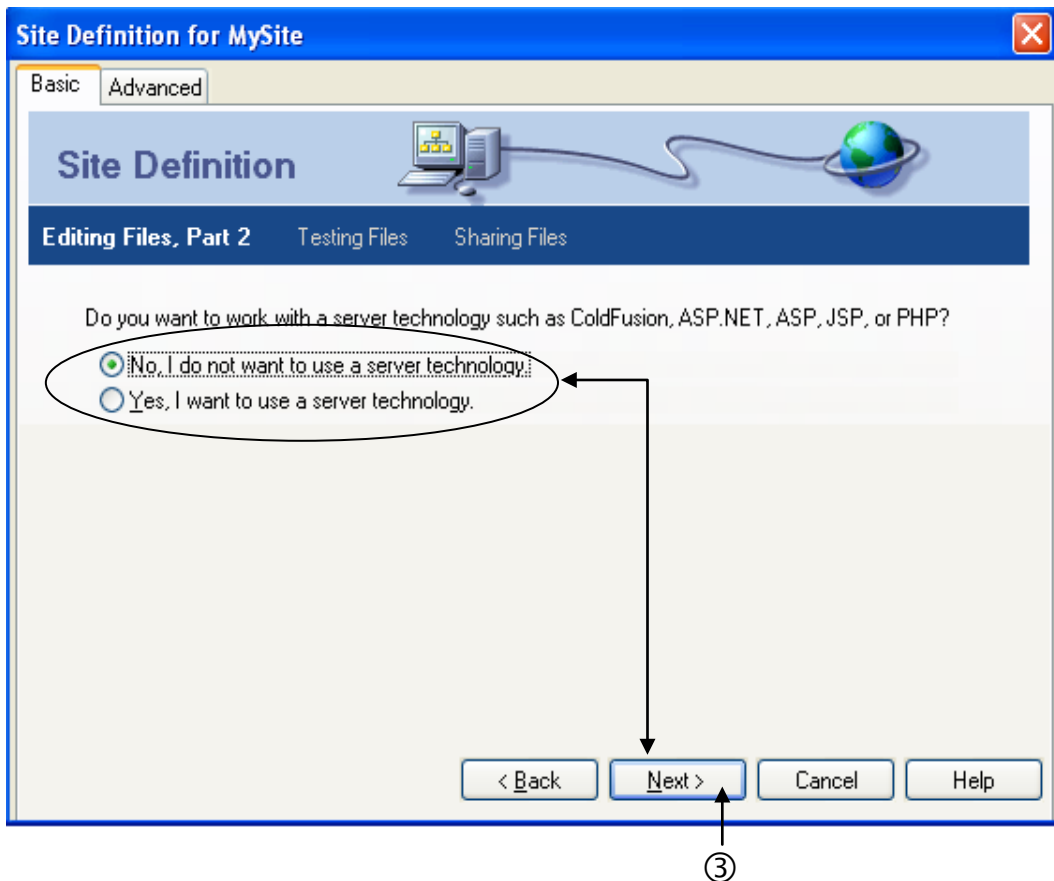 Site Definition for MySite
Basic Advanced
Site Definition
Editing Files, Part 2 Testing Files Sharing Files
Do you want to work with a server technology such as ColdFusion, ASP.NET, ASP, JSP, or PHP?
No, I do not want to use a server technology.
Yes, I want to use a server technology.
< Back Next > Cancel Help
③